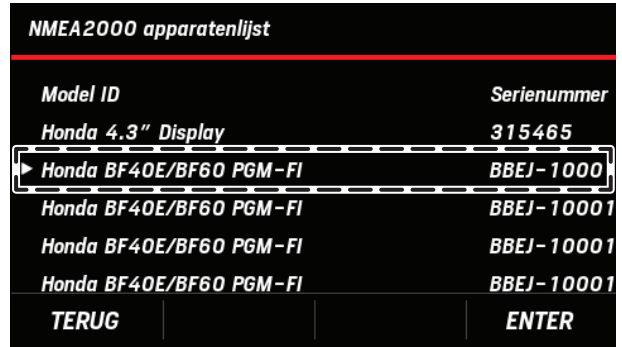 NMEA2000 apparatenlijst
Model ID Serienummer
Honda 4.3" Display 315465
Honda BF40E/BF60 PGM-FI BBEJ-1000
Honda BF40E/BF60 PGM-FI BBEJ-10001
Honda BF40E/BF60 PGM-FI BBEJ-10001
Honda BF40E/BF60 PGM-FI BBEJ-10001
TERUG ENTER